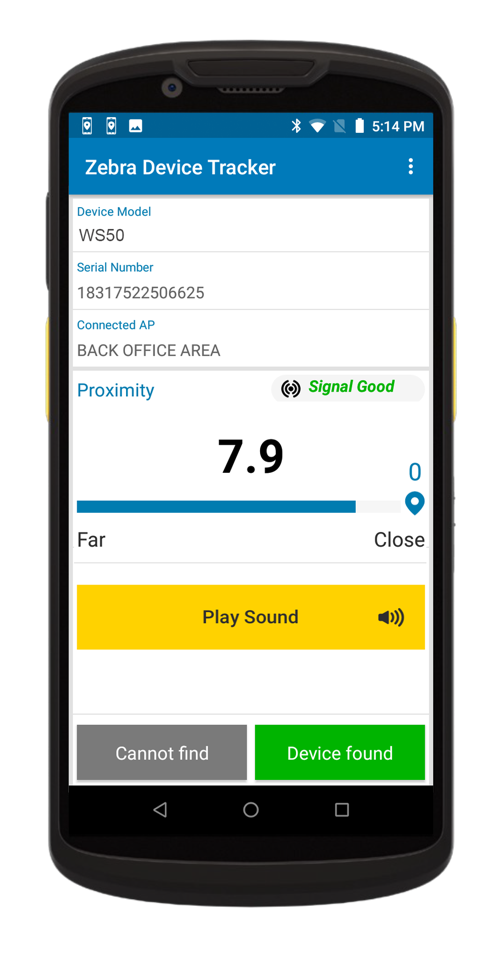 5:14 PM
Zebra Device Tracker
Device Model
WS50
Serial Number
18317522506625
Connected AP
BACK OFFICE AREA
Proximity
Signal Good
7.9
0
Far
Close
Play Sound
Cannot find
Device found